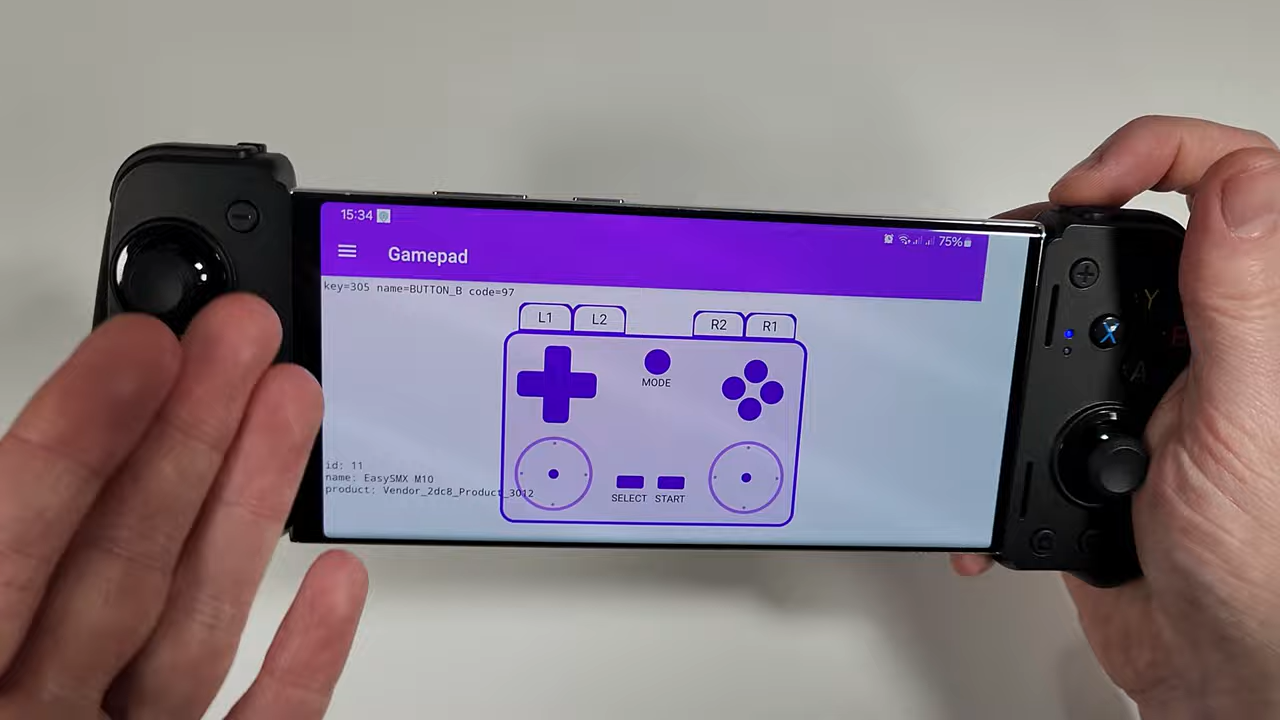 15:34
75%
Gamepad
key=305 name=BUTTON_B code=97
L1
L2
R2
R1
MODE
id: 11
name: EasySMX M10
product: Vendor_2dc8_Product_3012
SELECT
START
Y
X
B
A